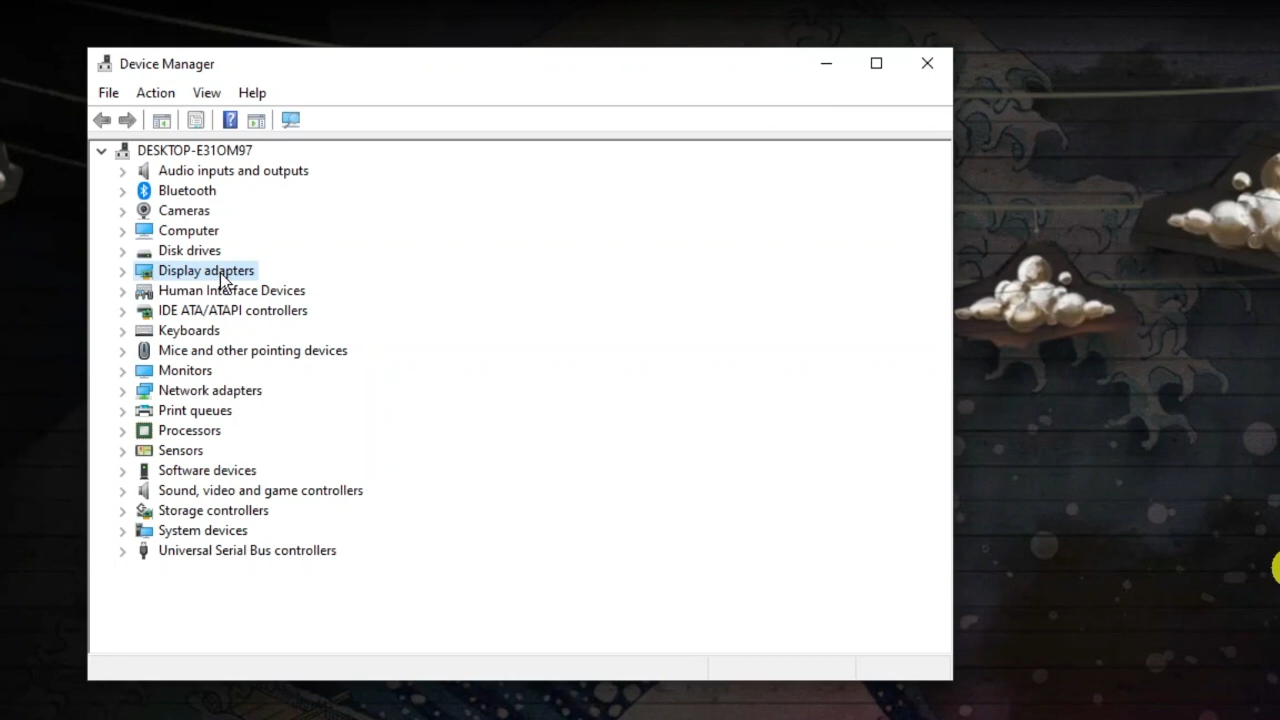 Device Manager
File Action View Help
DESKTOP-E31OM97
Audio inputs and outputs
Bluetooth
Cameras
Computer
Disk drives
Display adapters
Human Interface Devices
IDE ATA/ATAPI controllers
Keyboards
Mice and other pointing devices
Monitors
Network adapters
Print queues
Processors
Sensors
Software devices
Sound, video and game controllers
Storage controllers
System devices
Universal Serial Bus controllers